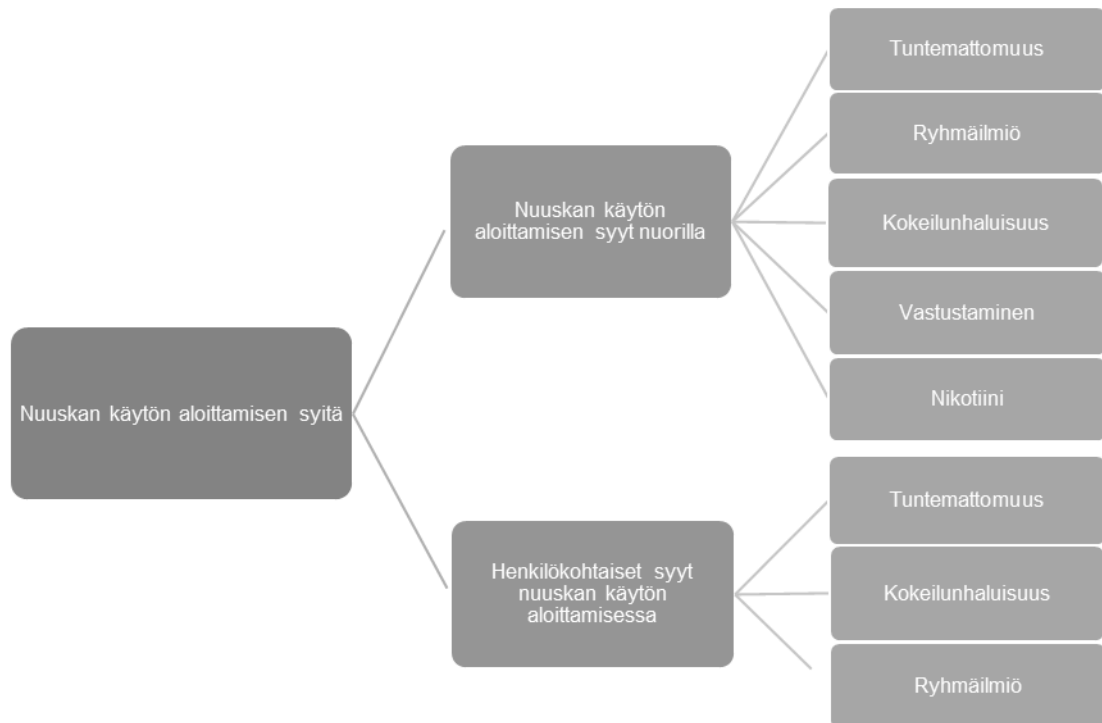 Nuuskan käytön aloittamisen syitä
Nuuskan käytön
aloittamisen syyt nuorilla
Tuntemattomuus
Ryhmäilmiö
Kokeilunhaluisuus
Vastustaminen
Nikotiini
Henkilökohtaiset syyt
nuuskan käytön
aloittamisessa
Tuntemattomuus
Kokeilunhaluisuus
Ryhmäilmiö